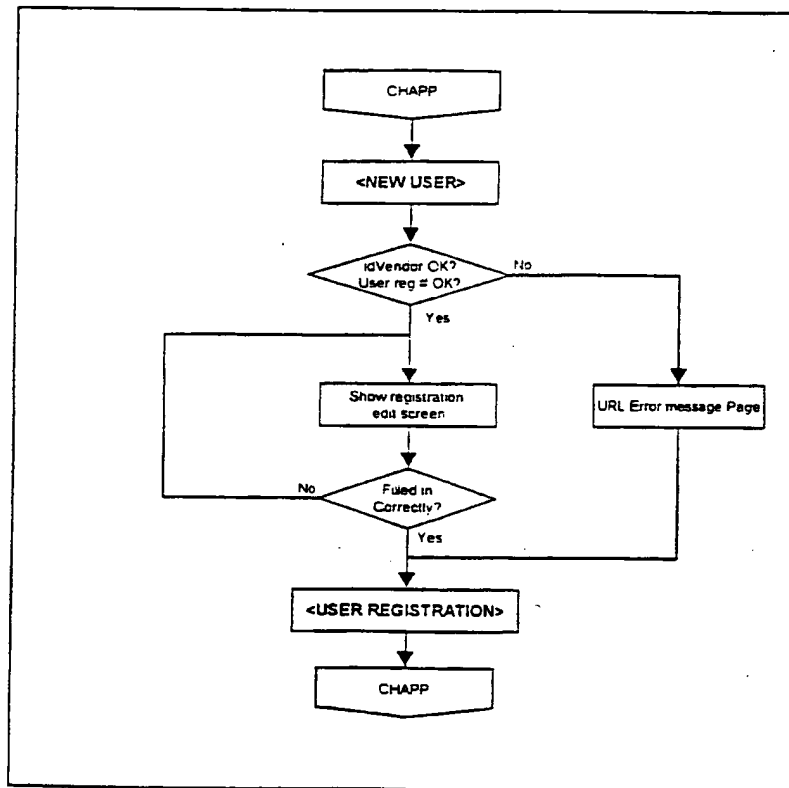 CHAPP
<NEW USER>
idVendor OK?
User reg # OK?
No
Yes
Show registration
edit screen
URL Error message Page
No
Filled in
Correctly?
Yes
<USER REGISTRATION>
CHAPP